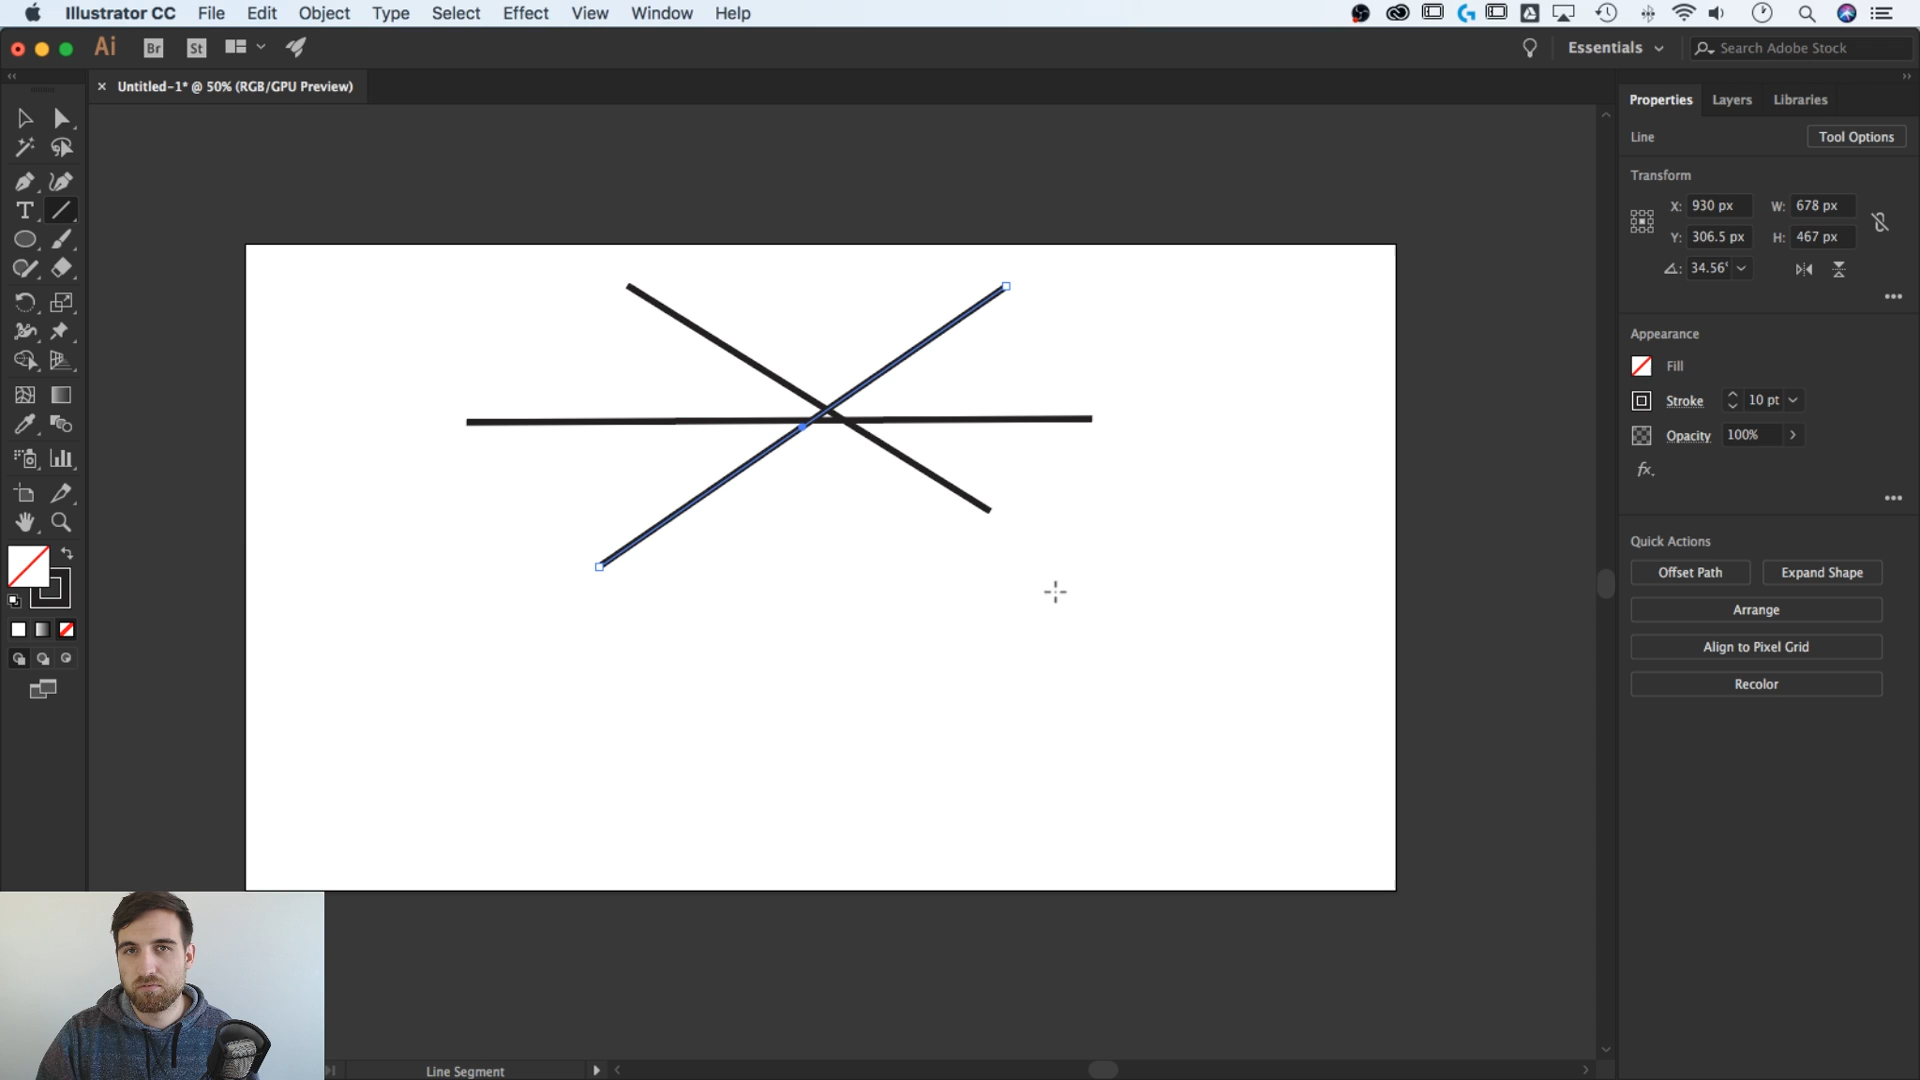 Illustrator CC File Edit Object Type Select Effect View Window Help
Ai Br St Essentials Search Adobe Stock
× Untitled-1* @ 50% (RGB/GPU Preview)
Properties Layers Libraries
Line Tool Options
Transform
X: 930 px W: 678 px
Y: 306.5 px H: 467 px
34.56°
Appearance
Fill
Stroke 10 pt
Opacity 100%
fx.
Quick Actions
Offset Path Expand Shape
Arrange
Align to Pixel Grid
Recolor
Line Segment